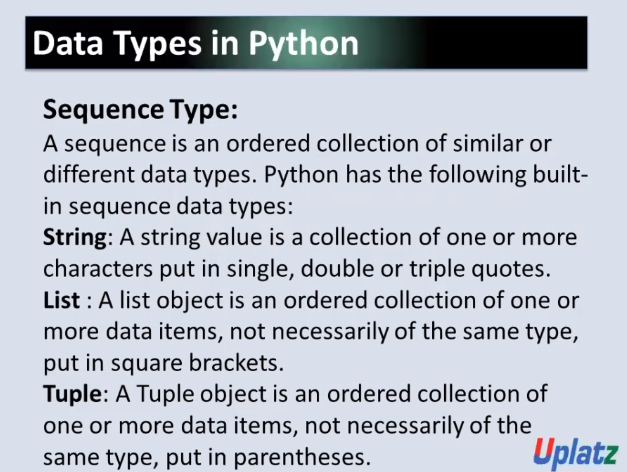 Data Types in Python
Sequence Type:
A sequence is an ordered collection of similar or
different data types. Python has the following built-
in sequence data types:
String: A string value is a collection of one or more
characters put in single, double or triple quotes.
List : A list object is an ordered collection of one or
more data items, not necessarily of the same type,
put in square brackets.
Tuple: A Tuple object is an ordered collection of
one or more data items, not necessarily of the
same type, put in parentheses.
Uplatz